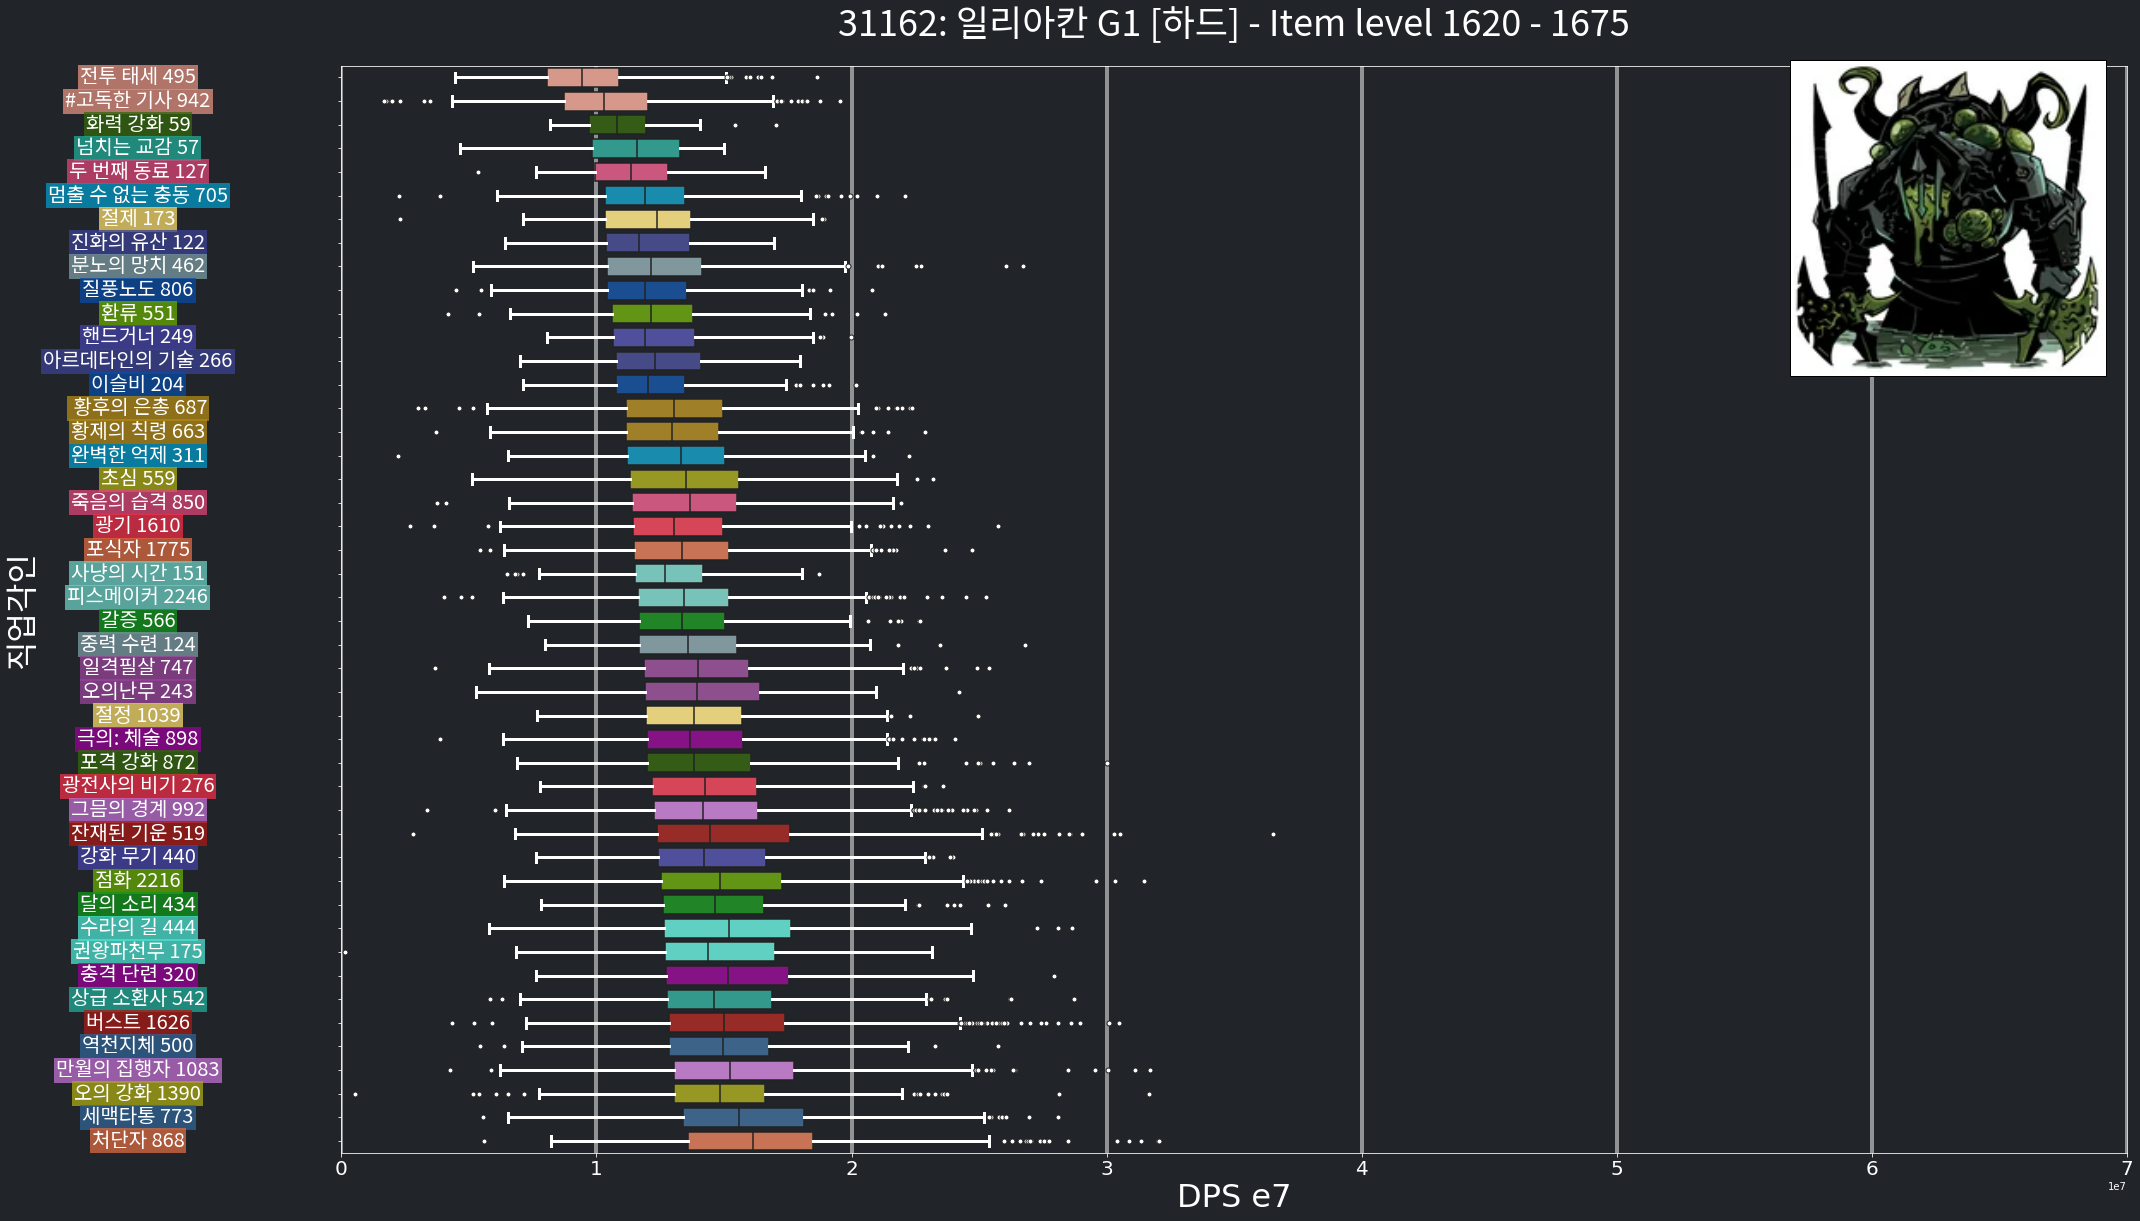 31162: 일리아칸 G1 [하드] - Item level 1620 - 1675
전투 태세 495
#고독한 기사 942
화력 강화 59
넘치는 교감 57
두 번째 동료 127
멈출 수 없는 충동 705
절제 173
진화의 유산 122
분노의 망치 462
질풍노도 806
환류 551
핸드거너 249
아르데타인의 기술 266
이슬비 204
황후의 은총 687
황제의 칙령 663
완벽한 억제 311
초심 559
죽음의 습격 850
광기 1610
포식자 1775
사냥의 시간 151
피스메이커 2246
갈증 566
중력 수련 124
일격필살 747
오의난무 243
절정 1039
극의: 체술 898
포격 강화 872
광전사의 비기 276
그믐의 경계 992
잔재된 기운 519
강화 무기 440
점화 2216
달의 소리 434
수라의 길 444
권왕파천무 175
충격 단련 320
상급 소환사 542
버스트 1626
역천지체 500
만월의 집행자 1083
오의 강화 1390
세맥타통 773
처단자 868
직업각인
0 1 2 3 4 5 6 7
DPS e7
1e7